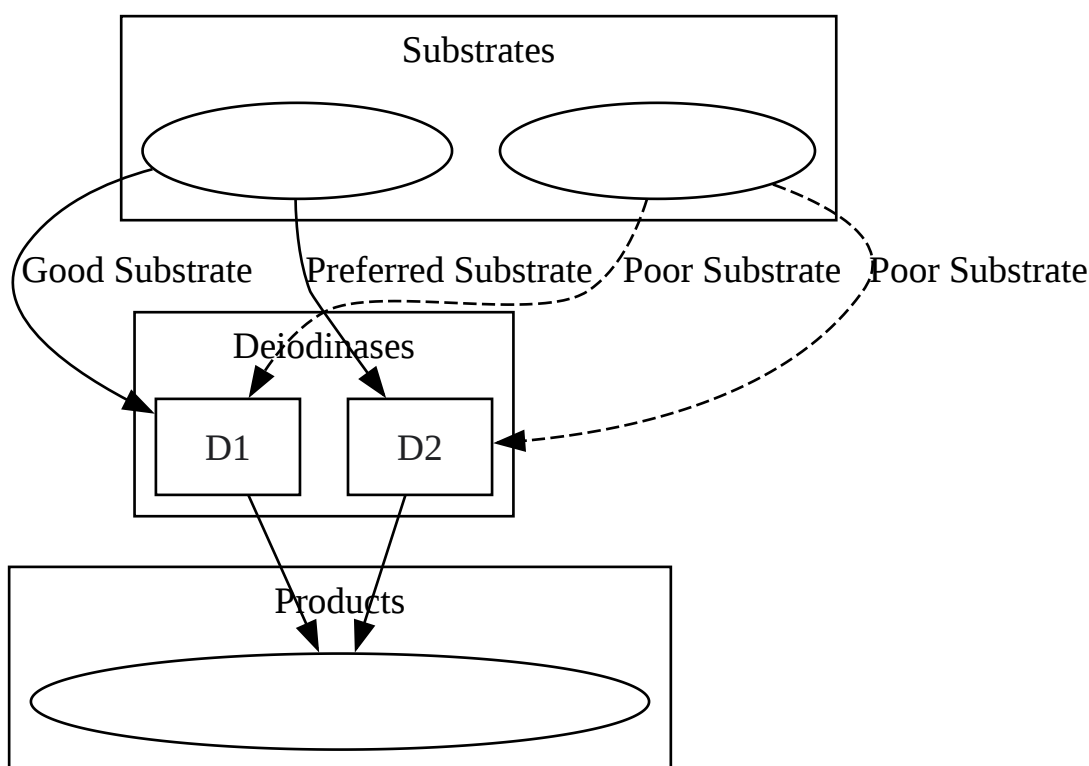 Substrates
Good Substrate
Preferred Substrate
Poor Substrate
Poor Substrate
Deiodinases
D1
D2
Products